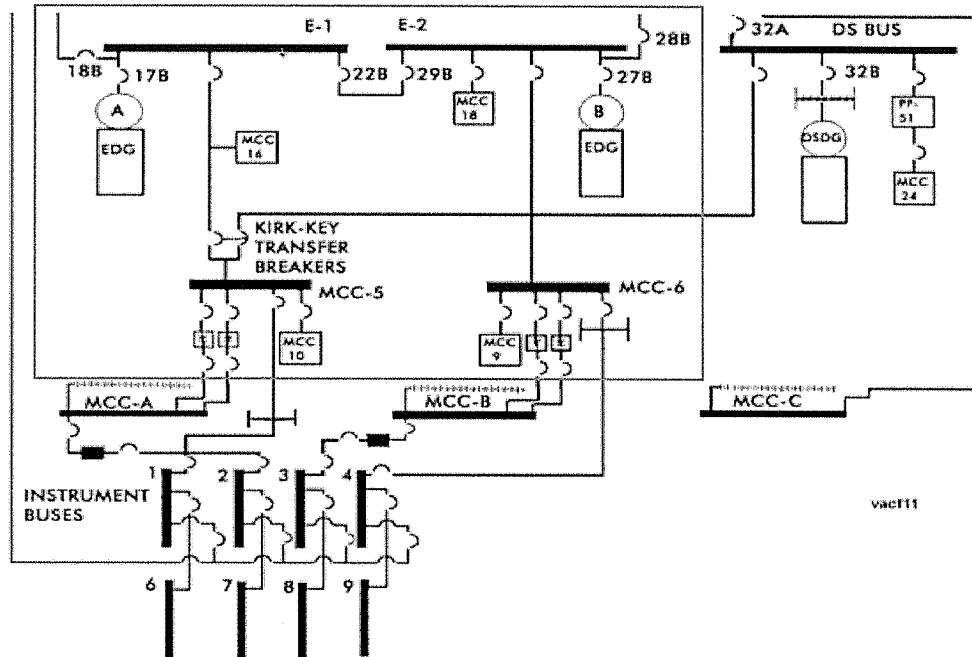 E-1
E-2
28B
32A
DS BUS
18B
17B
22B
29B
27B
32B
A
EDG
MCC
16
MCC
18
B
EDG
DSDG
PP-
51
MCC
24
KIRK-KEY
TRANSFER
BREAKERS
MCC-5
MCC-6
MCC
10
MCC
9
MCC-A
MCC-B
MCC-C
1
2
3
4
INSTRUMENT
BUSES
6
7
8
9